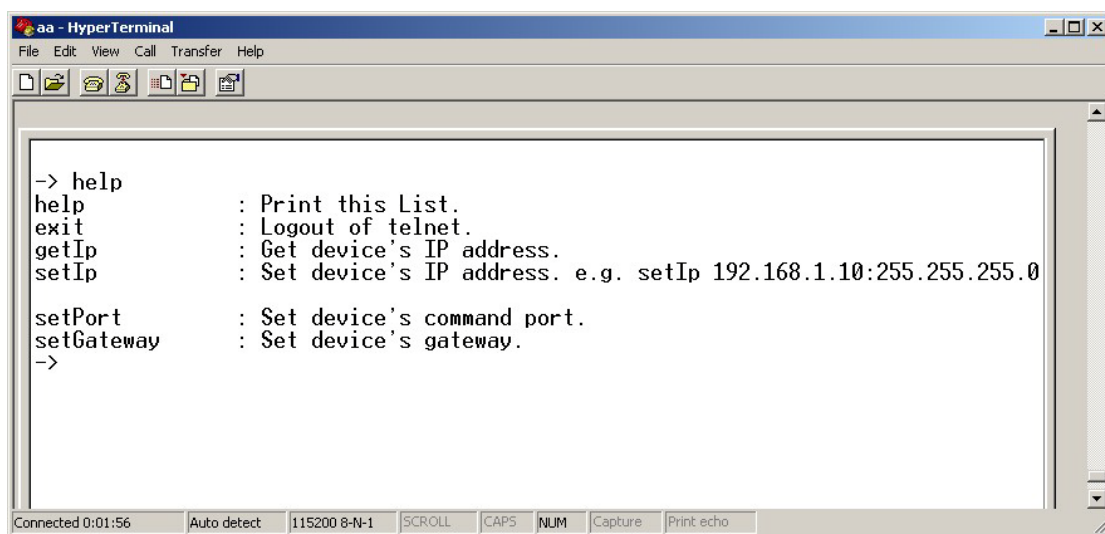 aa - HyperTerminal
File Edit View Call Transfer Help
-> help
help : Print this List.
exit : Logout of telnet.
getIp : Get device's IP address.
setIp : Set device's IP address. e.g. setIp 192.168.1.10:255.255.255.0
setPort : Set device's command port.
setGateway : Set device's gateway.
->
Connected 0:01:56 Auto detect 115200 8-N-1 SCROLL CAPS NUM Capture Print echo